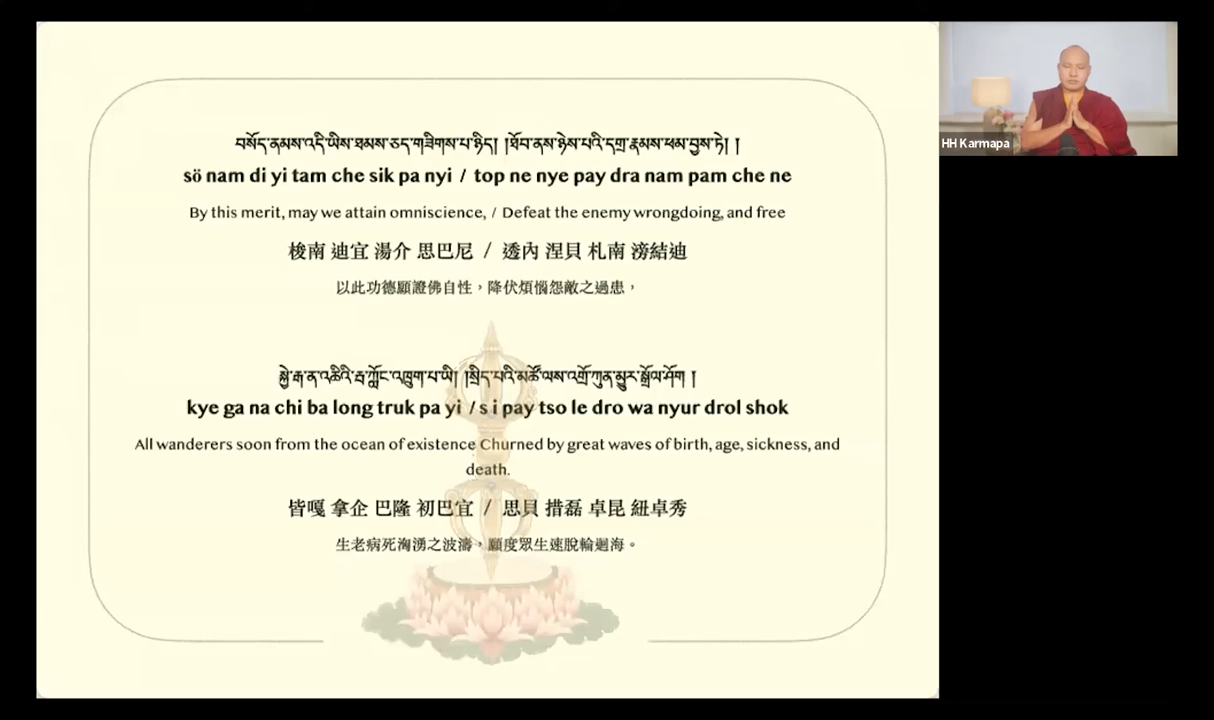 བསོད་ནམས་འདི་ཡིས་ཐམས་ཅད་གཟིགས་པ་ཉིད། །ཐོབ་ནས་ཉེས་པའི་དགྲ་རྣམས་ཕམ་བྱས་ཏེ། །
sö nam di yi tam che sik pa nyi / top ne nye pay dra nam pam che ne
By this merit, may we attain omniscience, / Defeat the enemy wrongdoing, and free
梭南 迪宜 湯介 思巴尼 / 透內 涅貝 札南 滂結迪
以此功德願證佛自性，降伏煩惱怨敵之過患，
སྐྱེ་རྒ་ན་འཆིའི་རྦ་ཀློང་འཁྲུག་པ་ཡི། །སྲིད་པའི་མཚོ་ལས་འགྲོ་ཀུན་མྱུར་སྒྲོལ་ཤོག །
kye ga na chi ba long truk pa yi / s i pay tso le dro wa nyur drol shok
All wanderers soon from the ocean of existence Churned by great waves of birth, age, sickness, and
death.
皆嘎 拿企 巴隆 初巴宜 / 思貝 措磊 卓昆 紐卓秀
生老病死洶湧之波濤，願度眾生速脫輪迴海。
HH Karmapa